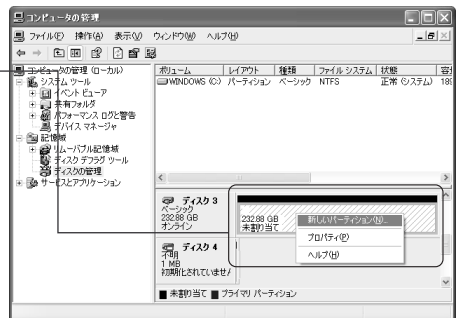 コンピュータの管理
ファイル(F) 操作(A) 表示(V) ウィンドウ(W) ヘルプ(H)
コンピュータの管理 (ローカル)
システム ツール
イベント ビューア
共有フォルダ
パフォーマンス ログと警告
デバイス マネージャ
記憶域
リムーバブル記憶域
ディスク デフラグ ツール
ディスクの管理
サービスとアプリケーション
ボリューム レイアウト 種類 ファイル システム 状態 容
WINDOWS (C:) パーティション ベーシック NTFS 正常 (システム) 189
ディスク 3
ベーシック
232.88 GB
オンライン
232.88 GB
未割り当て
新しいパーティション(N)...
プロパティ(P)
ヘルプ(H)
ディスク 4
不明
1 MB
初期化されていませ
未割り当て プライマリ パーティション